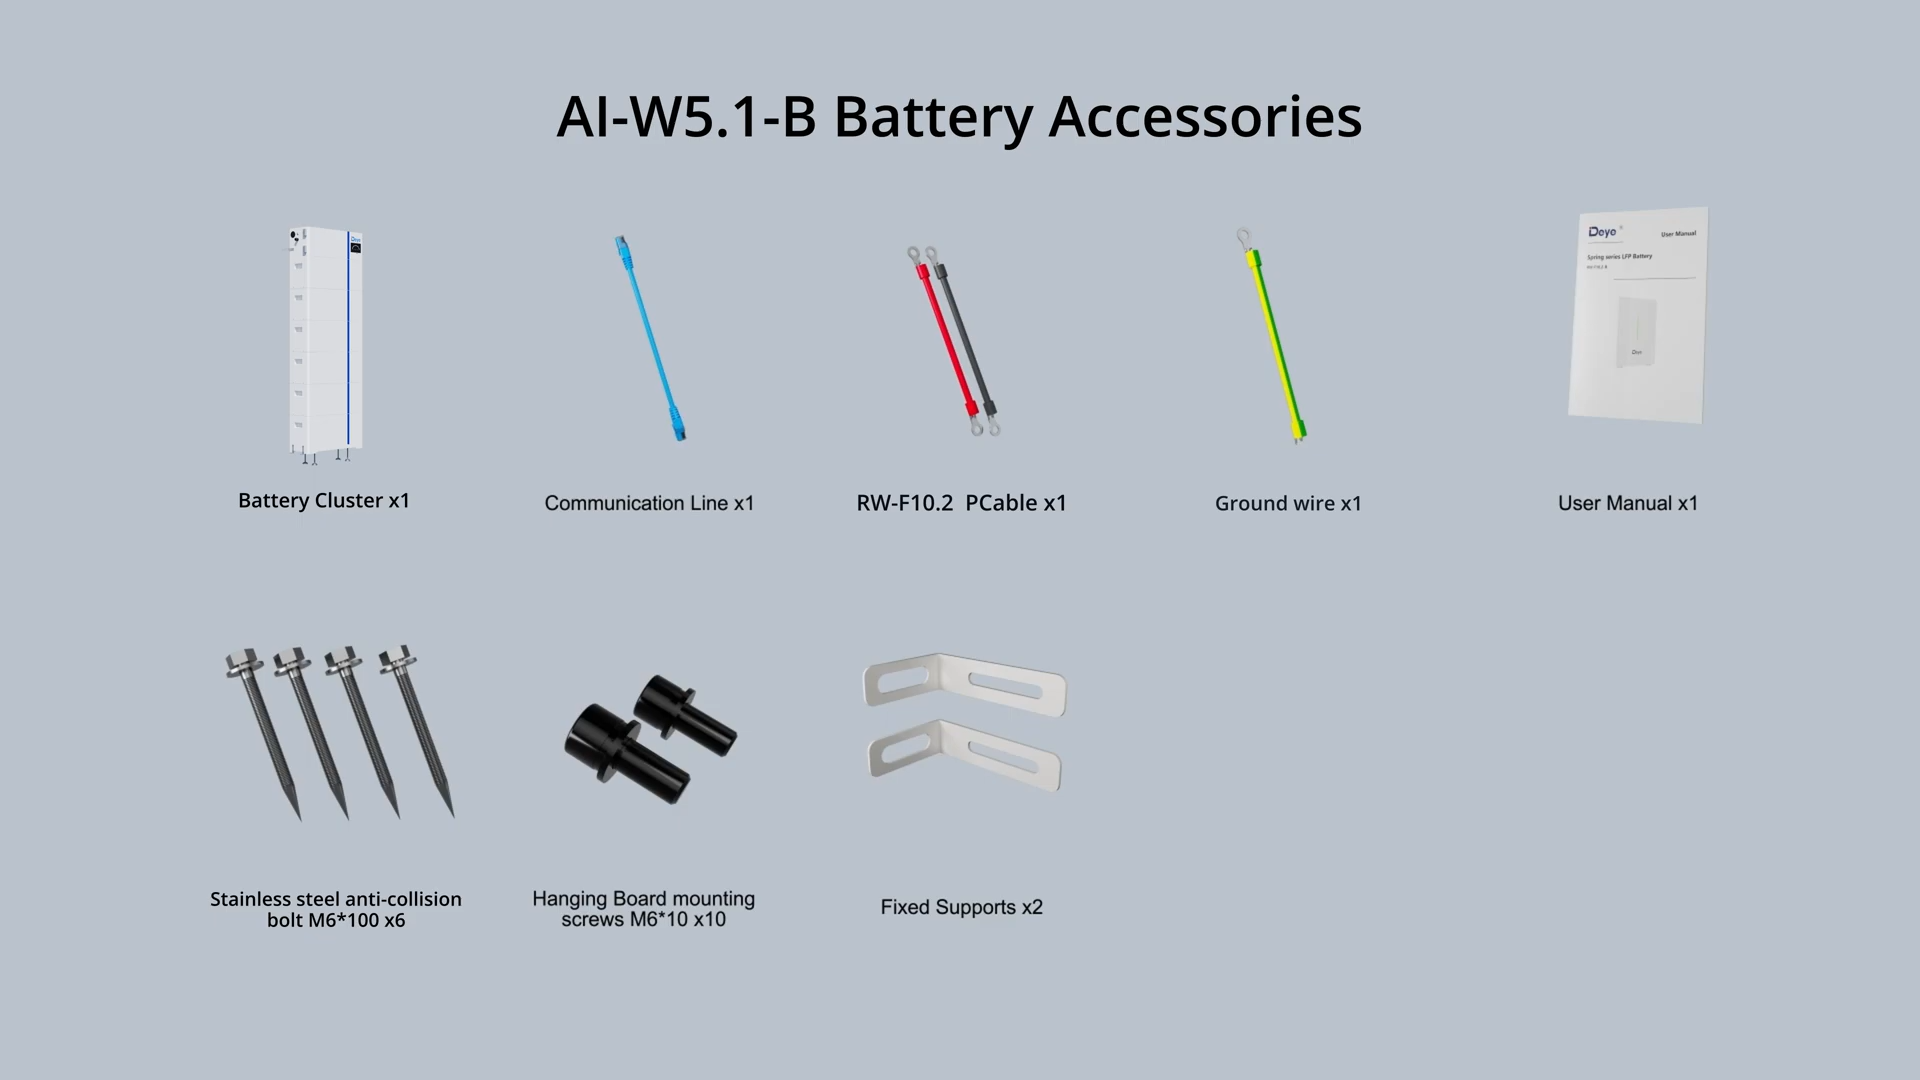 AI-W5.1-B Battery Accessories
Deye
Deye
User Manual
Spring series LFP Battery
Deye
Battery Cluster x1
Communication Line x1
RW-F10.2 PCable x1
Ground wire x1
User Manual x1
Stainless steel anti-collision
bolt M6*100 x6
Hanging Board mounting
screws M6*10 x10
Fixed Supports x2